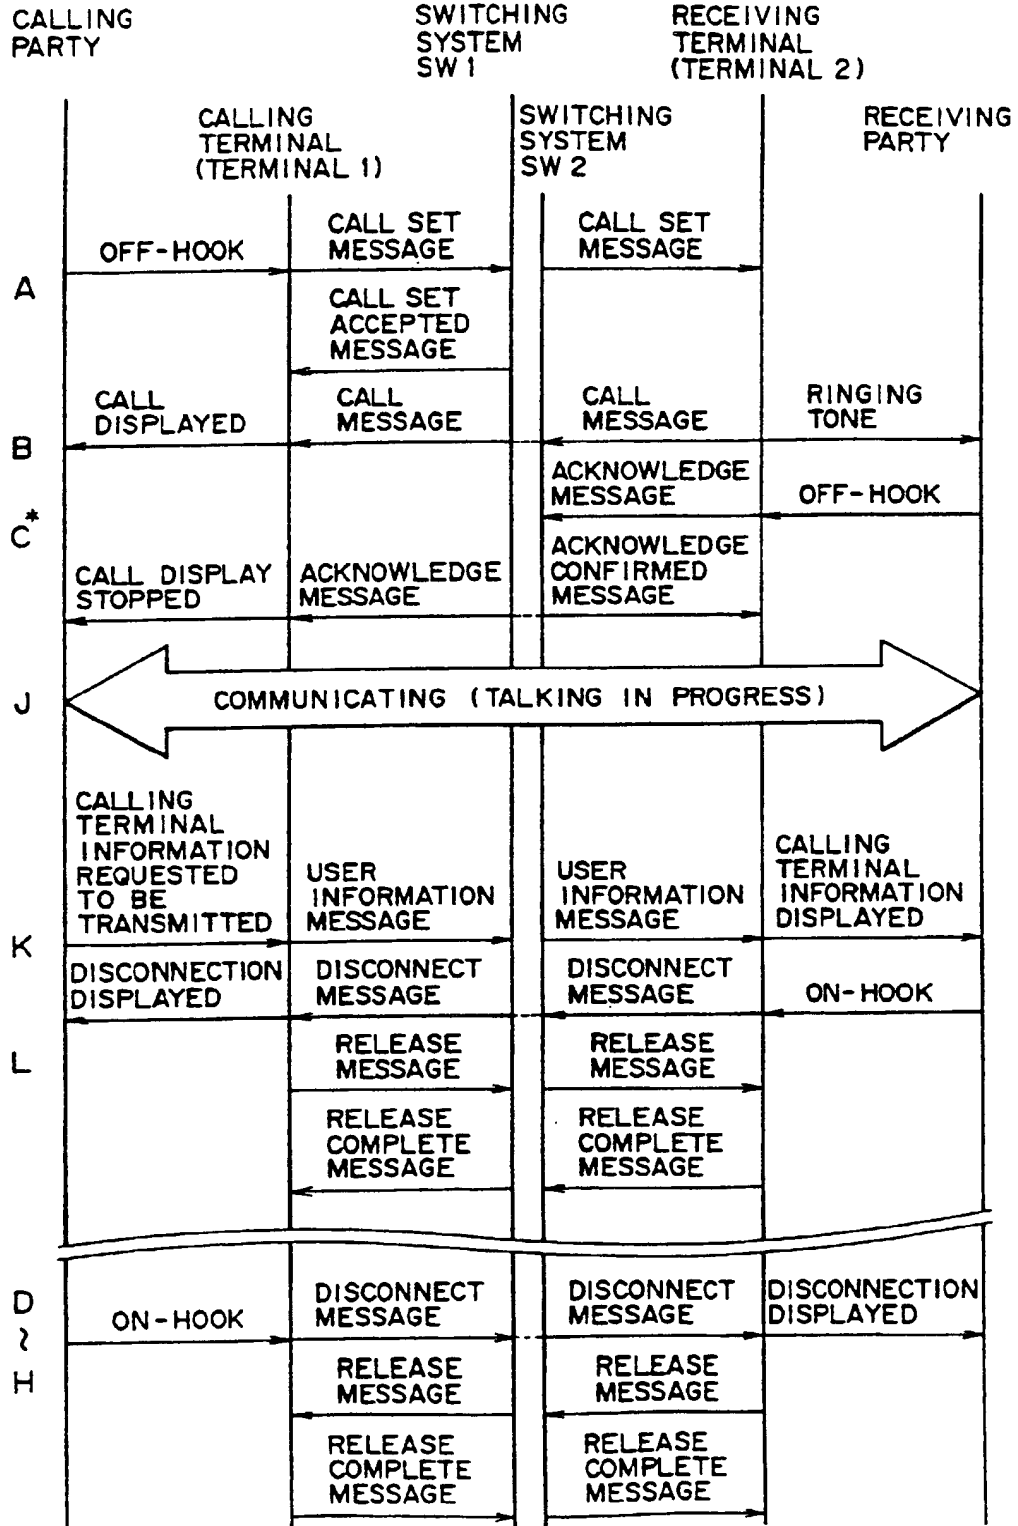 CALLING
PARTY
SWITCHING
SYSTEM
SW 1
RECEIVING
TERMINAL
(TERMINAL 2)
CALLING
TERMINAL
(TERMINAL 1)
SWITCHING
SYSTEM
SW 2
RECEIVING
PARTY
A
OFF-HOOK
CALL SET
MESSAGE
CALL SET
MESSAGE
CALL SET
ACCEPTED
MESSAGE
B
CALL
DISPLAYED
CALL
MESSAGE
CALL
MESSAGE
RINGING
TONE
C*
ACKNOWLEDGE
MESSAGE
OFF-HOOK
CALL DISPLAY
STOPPED
ACKNOWLEDGE
MESSAGE
ACKNOWLEDGE
CONFIRMED
MESSAGE
J
COMMUNICATING (TALKING IN PROGRESS)
K
CALLING
TERMINAL
INFORMATION
REQUESTED
TO BE
TRANSMITTED
USER
INFORMATION
MESSAGE
USER
INFORMATION
MESSAGE
CALLING
TERMINAL
INFORMATION
DISPLAYED
DISCONNECTION
DISPLAYED
DISCONNECT
MESSAGE
DISCONNECT
MESSAGE
ON-HOOK
L
RELEASE
MESSAGE
RELEASE
MESSAGE
RELEASE
COMPLETE
MESSAGE
RELEASE
COMPLETE
MESSAGE
D
~
H
ON-HOOK
DISCONNECT
MESSAGE
DISCONNECT
MESSAGE
DISCONNECTION
DISPLAYED
RELEASE
MESSAGE
RELEASE
MESSAGE
RELEASE
COMPLETE
MESSAGE
RELEASE
COMPLETE
MESSAGE